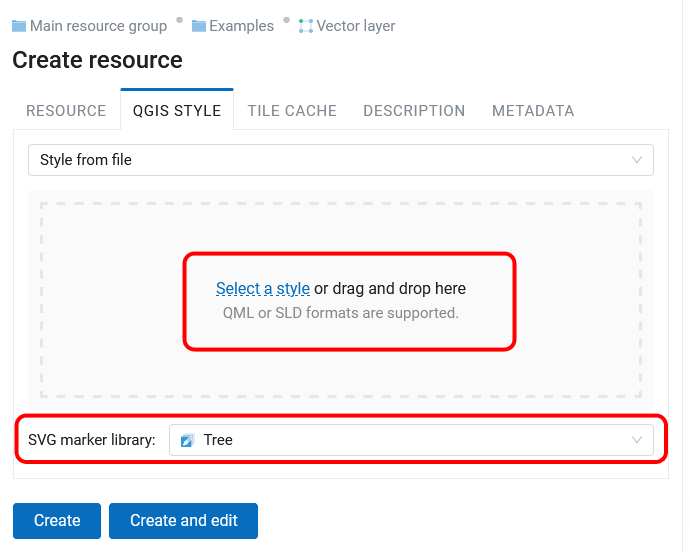 Main resource group Examples Vector layer
Create resource
RESOURCE QGIS STYLE TILE CACHE DESCRIPTION METADATA
Style from file
Select a style or drag and drop here
QML or SLD formats are supported.
SVG marker library: Tree
Create Create and edit